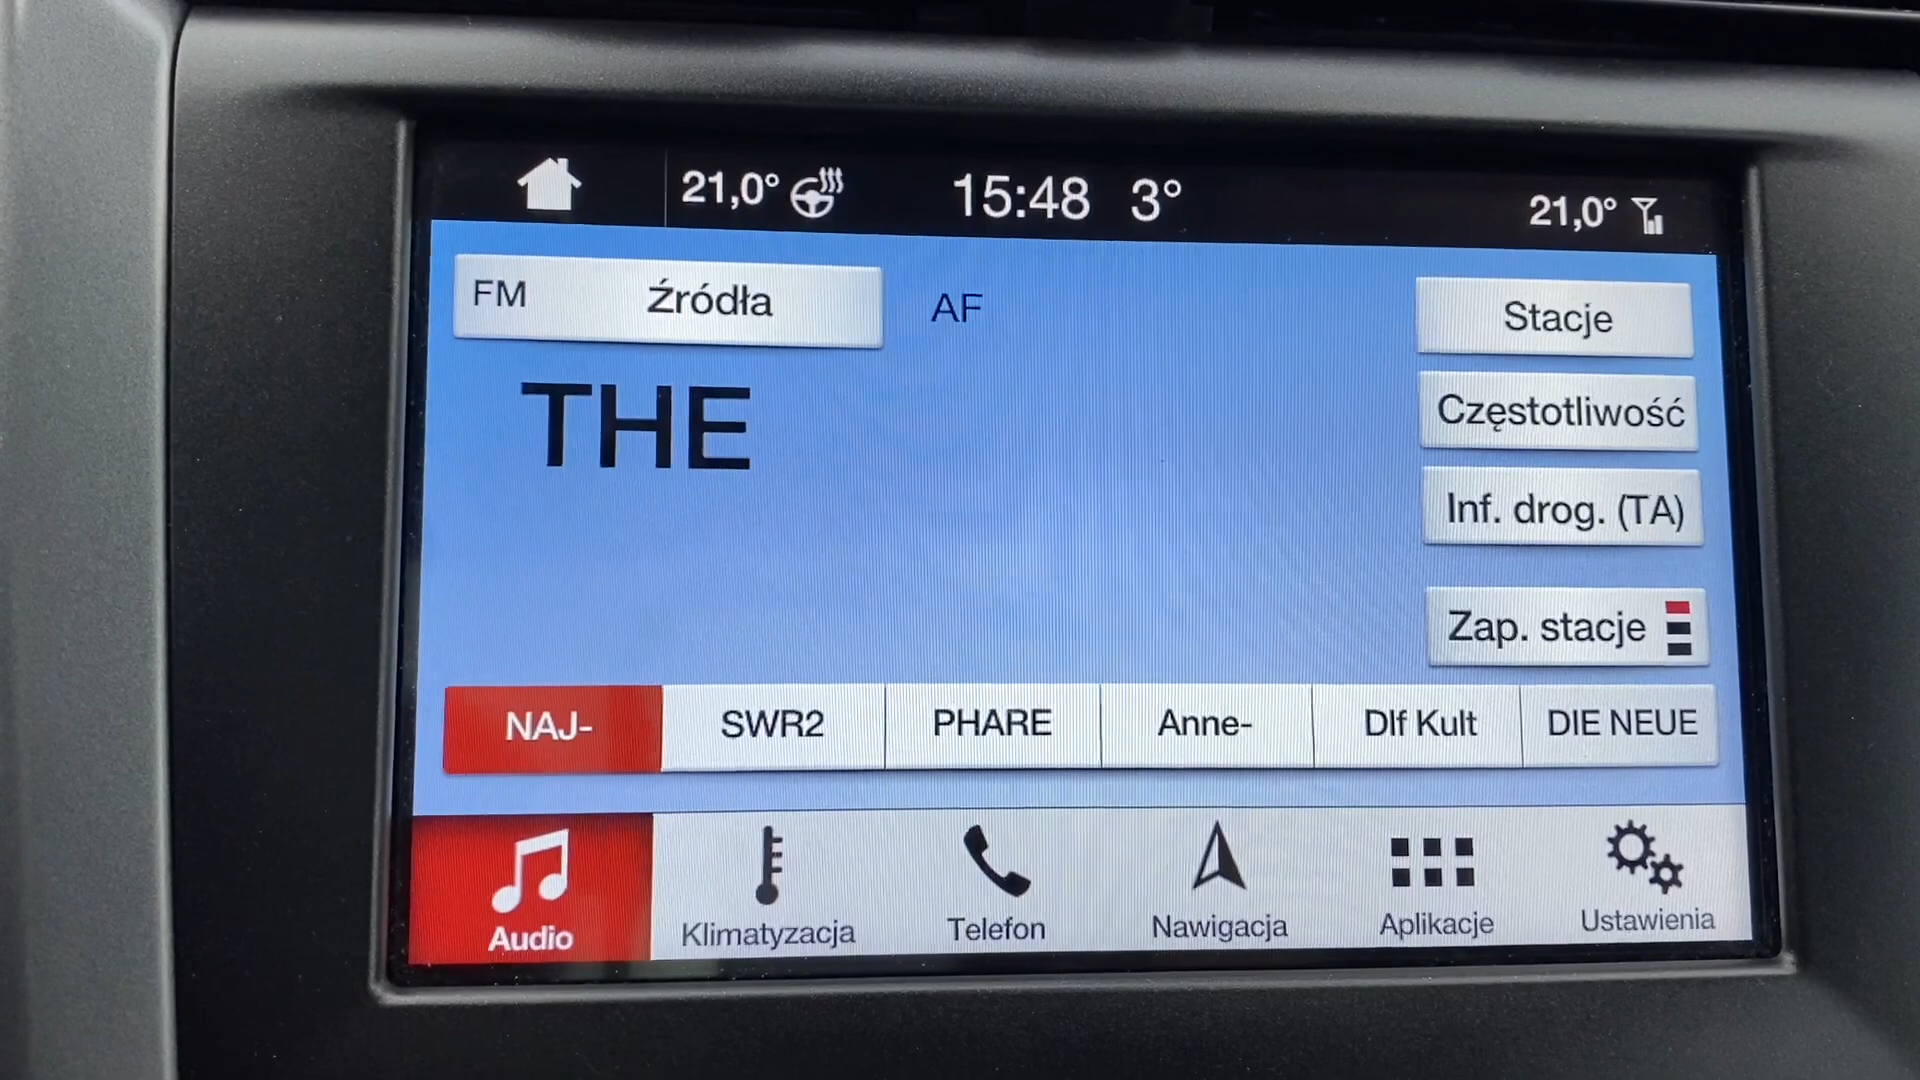 21,0° 15:48 3° 21,0°
FM Źródła AF Stacje
THE
Częstotliwość
Inf. drog. (TA)
Zap. stacje
NAJ- SWR2 PHARE Anne- Dlf Kult DIE NEUE
Audio Klimatyzacja Telefon Nawigacja Aplikacje Ustawienia